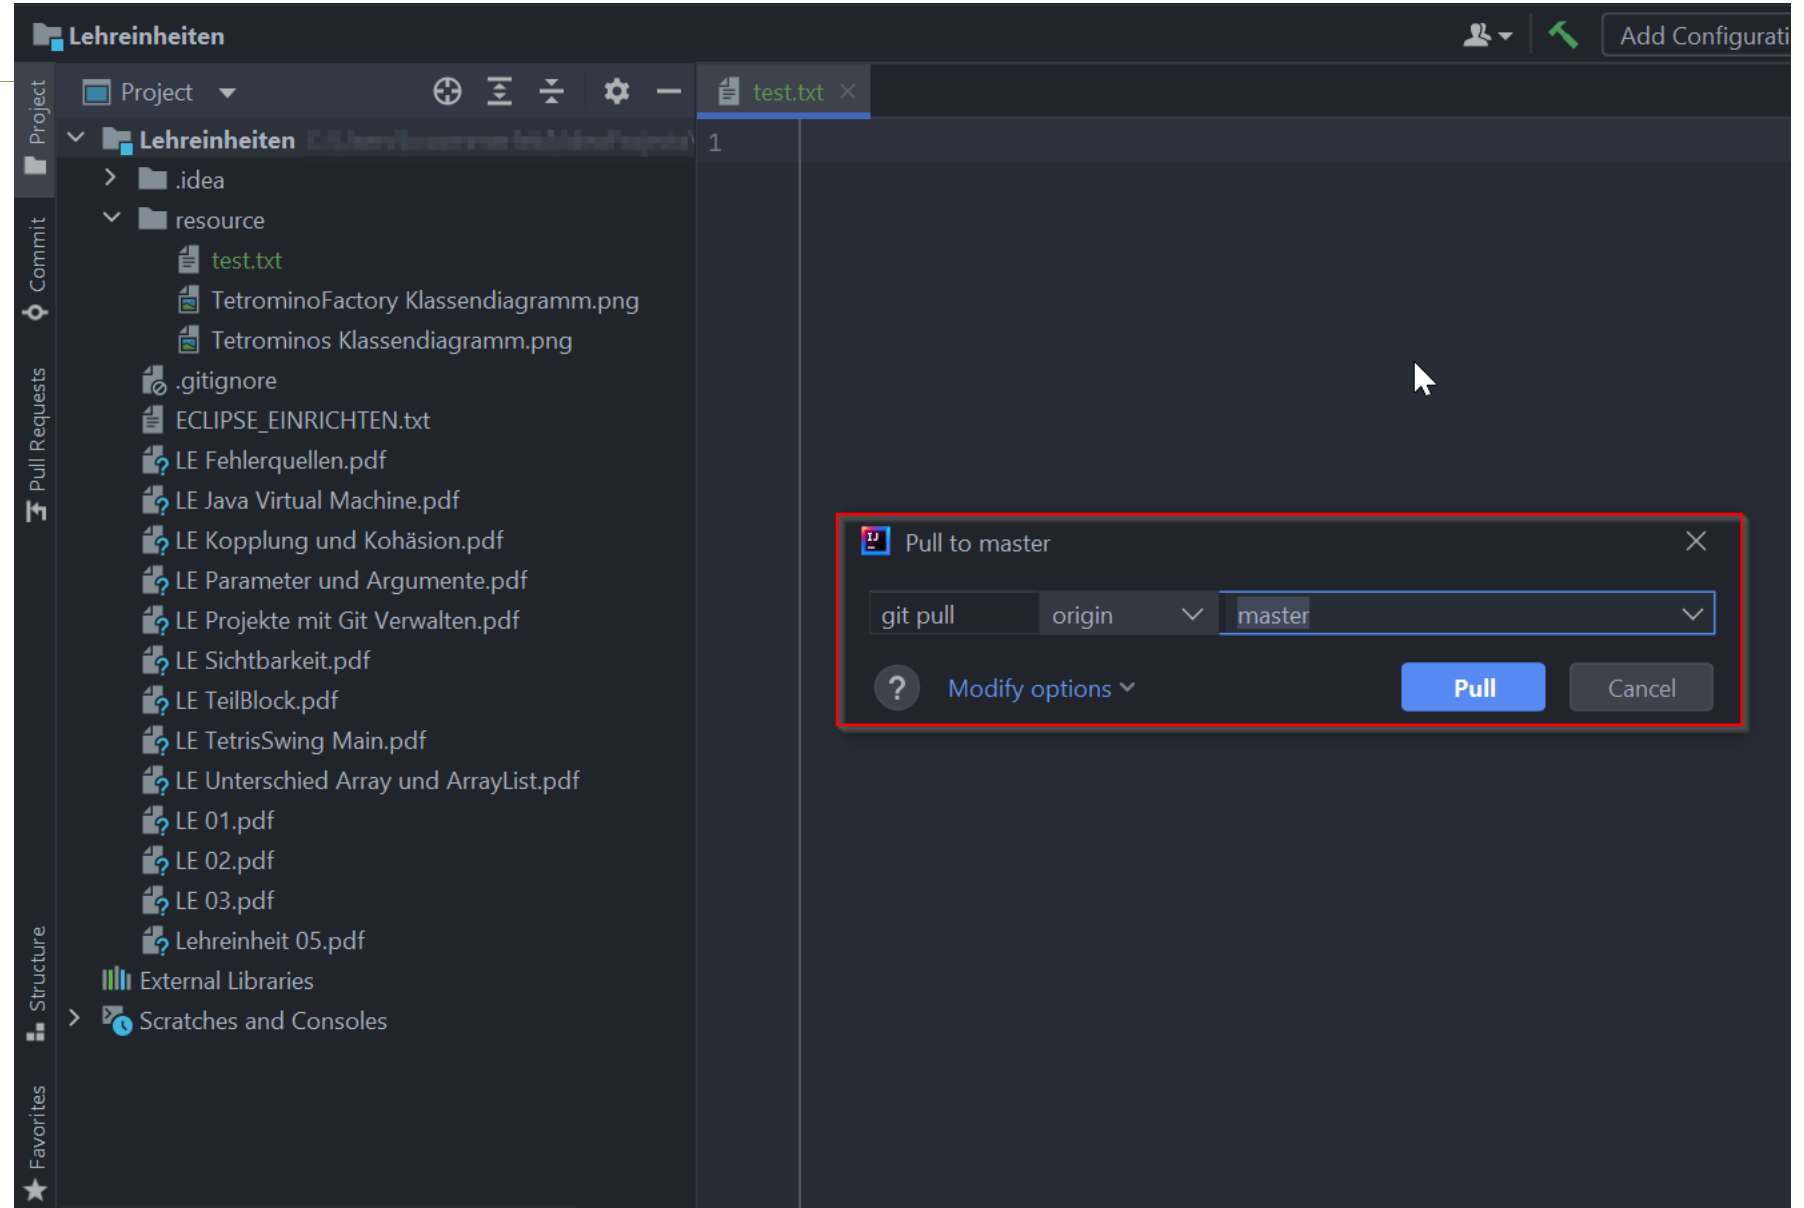 Lehreinheiten
Add Configurati
Project
Project
test.txt
Lehreinheiten
1
.idea
Commit
resource
test.txt
TetrominoFactory Klassendiagramm.png
Tetrominos Klassendiagramm.png
Pull Requests
.gitignore
ECLIPSE_EINRICHTEN.txt
LE Fehlerquellen.pdf
LE Java Virtual Machine.pdf
LE Kopplung und Kohäsion.pdf
LE Parameter und Argumente.pdf
LE Projekte mit Git Verwalten.pdf
LE Sichtbarkeit.pdf
LE TeilBlock.pdf
LE TetrisSwing Main.pdf
LE Unterschied Array und ArrayList.pdf
LE 01.pdf
LE 02.pdf
LE 03.pdf
Lehreinheit 05.pdf
Structure
External Libraries
Scratches and Consoles
Favorites
IJ
Pull to master
git pull origin master
? Modify options Pull Cancel